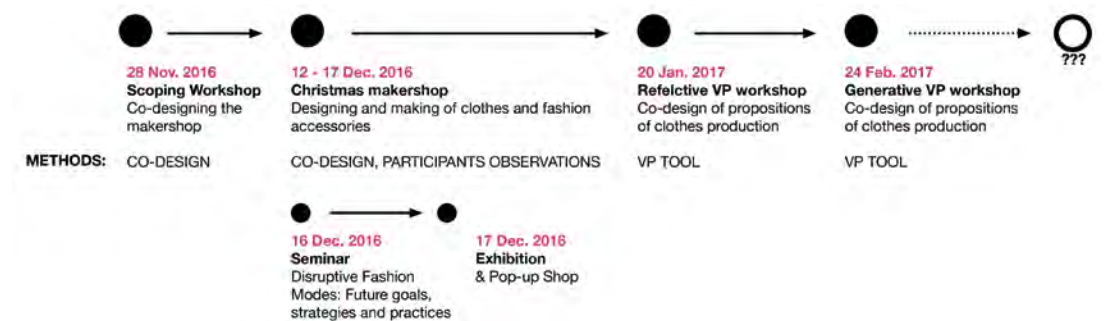 ???
28 Nov. 2016
Scoping Workshop
Co-designing the
makershop
12 - 17 Dec. 2016
Christmas makershop
Designing and making of clothes and fashion
accessories
20 Jan. 2017
Refelctive VP workshop
Co-design of propositions
of clothes production
24 Feb. 2017
Generative VP workshop
Co-design of propositions
of clothes production
METHODS:
CO-DESIGN
CO-DESIGN, PARTICIPANTS OBSERVATIONS
VP TOOL
VP TOOL
16 Dec. 2016
Seminar
Disruptive Fashion
Modes: Future goals,
strategies and practices
17 Dec. 2016
Exhibition
& Pop-up Shop